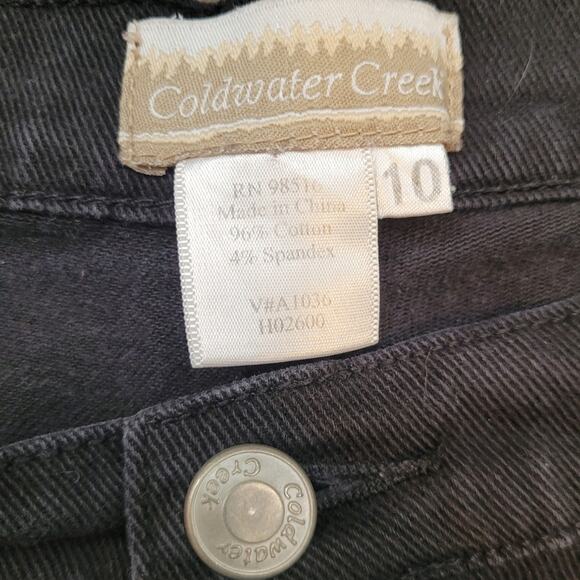 Coldwater Creek
10
RN 98516
Made in China
96% Cotton
4% Spandex
V#A1036
H02600
Coldwater
Creek